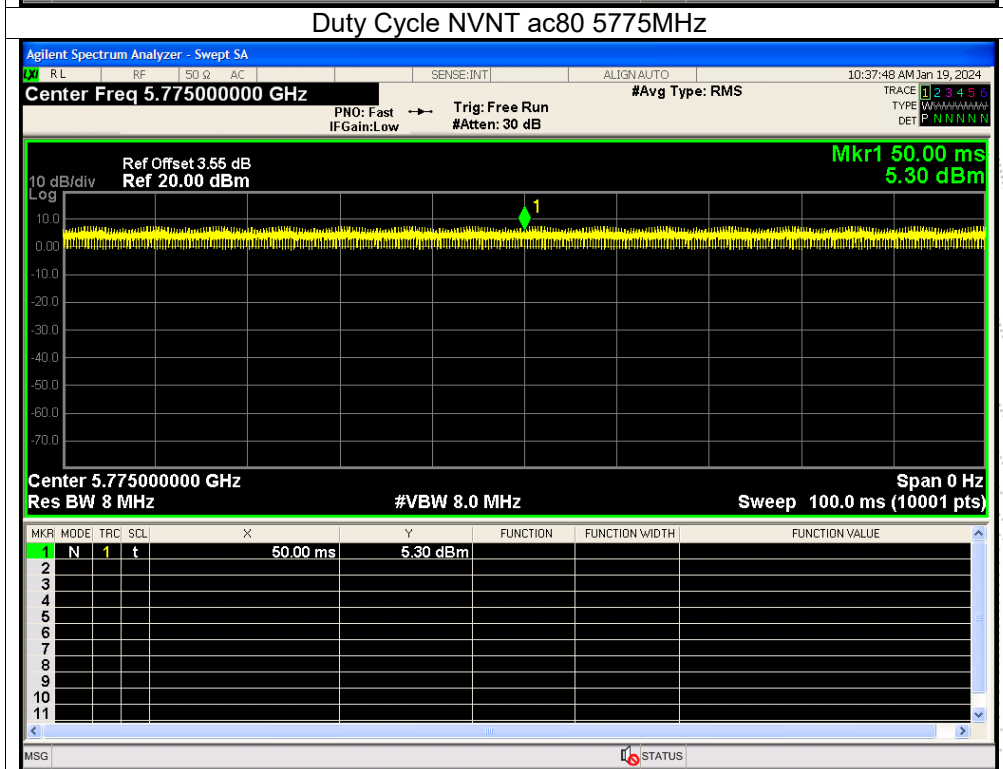 Duty Cycle NVNT ac80 5775MHz
Agilent Spectrum Analyzer - Swept SA
LXI RL RF 50 Ω AC SENSE:INT ALIGN AUTO 10:37:48 AM Jan 19, 2024
Center Freq 5.775000000 GHz #Avg Type: RMS TRACE 1 2 3 4 5 6
PNO: Fast Trig: Free Run TYPE WWWWWW
IFGain:Low #Atten: 30 dB DET P N N N N N
Mkr1 50.00 ms
Ref Offset 3.55 dB
10 dB/div Ref 20.00 dBm 5.30 dBm
Log
1
10.0
0.00
-10.0
-20.0
-30.0
-40.0
-50.0
-60.0
-70.0
Center 5.775000000 GHz Span 0 Hz
Res BW 8 MHz #VBW 8.0 MHz Sweep 100.0 ms (10001 pts)
MKR MODE TRC SCL X Y FUNCTION FUNCTION WIDTH FUNCTION VALUE
1 N 1 t 50.00 ms 5.30 dBm
2
3
4
5
6
7
8
9
10
11
MSG STATUS